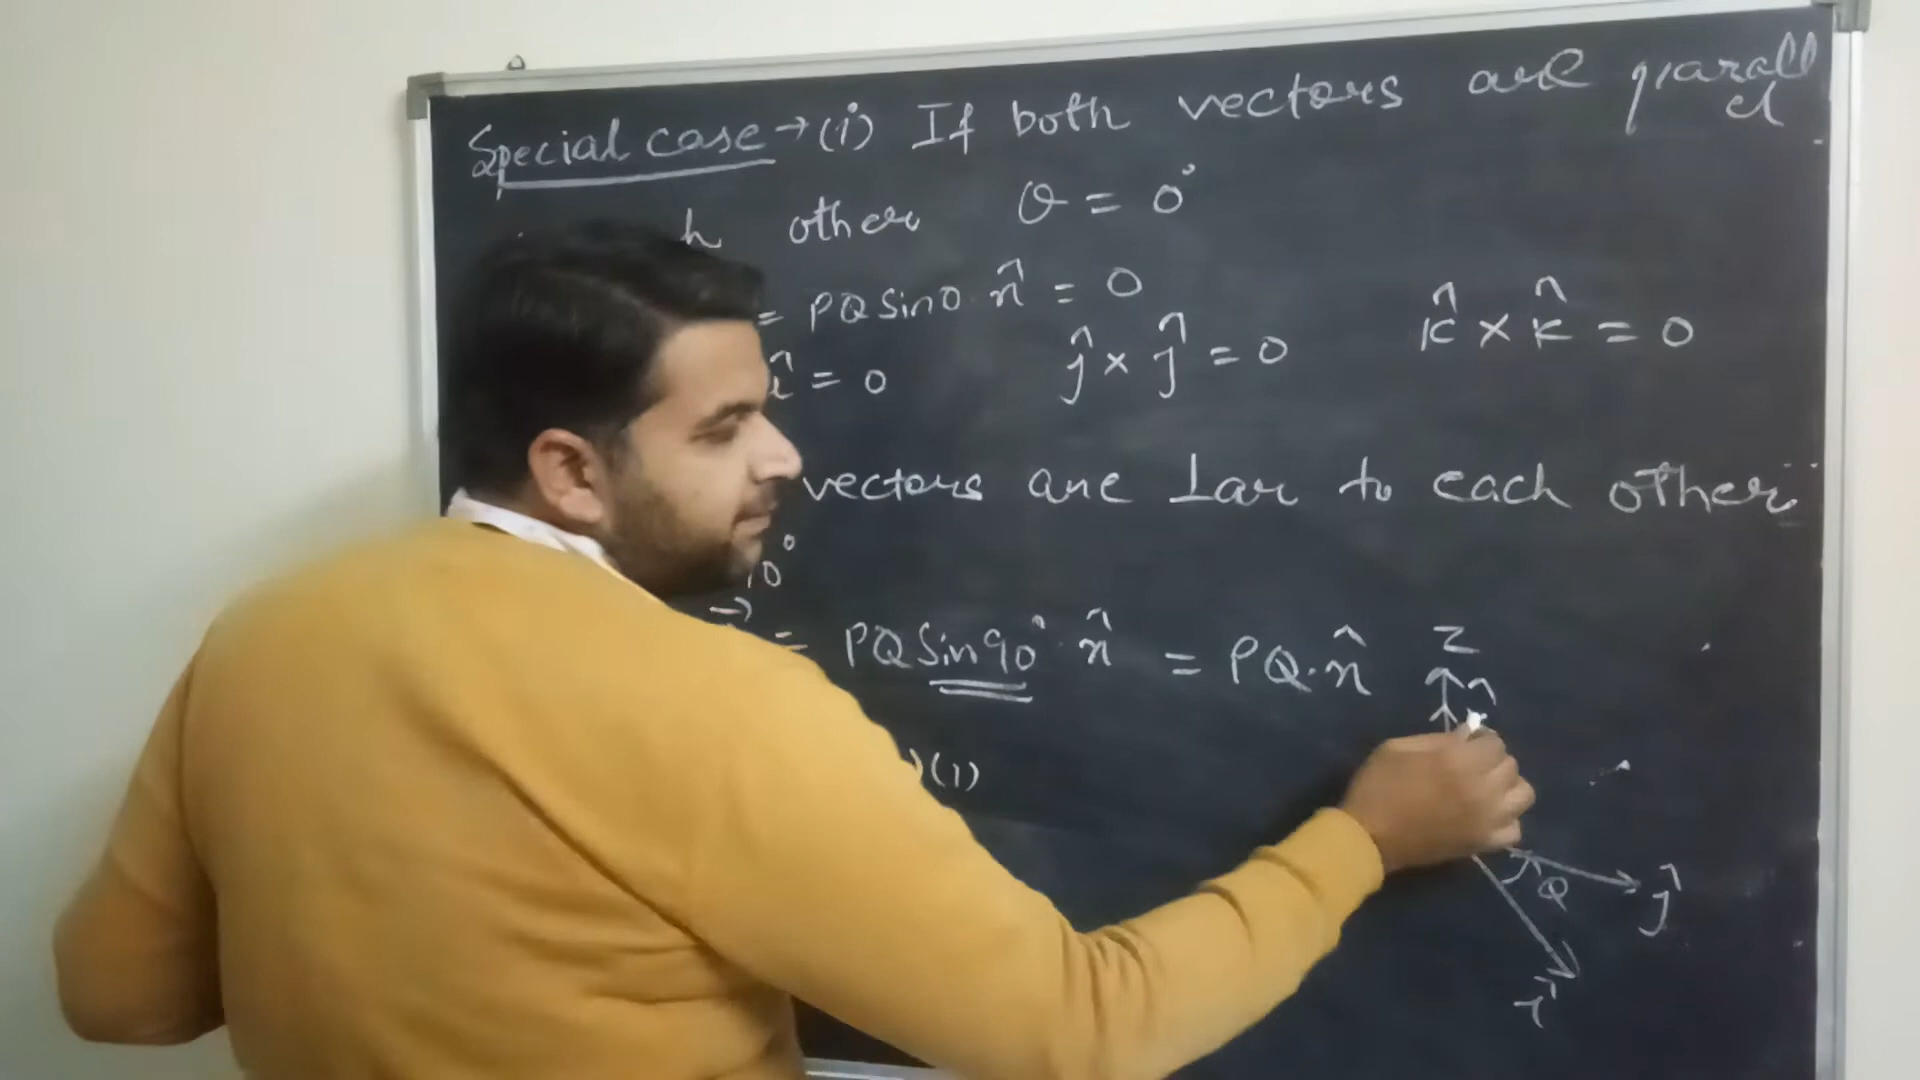 Special case → (i) If both vectors are parallel
other θ = 0°
= PQ Sin0 n̂ = 0
î = 0 ĵ × ĵ = 0 k̂ × k̂ = 0
vectors are ⊥ar to each other
0°
= PQ Sin90° n̂ = PQ.n̂
(1)
Z
ĵ
î